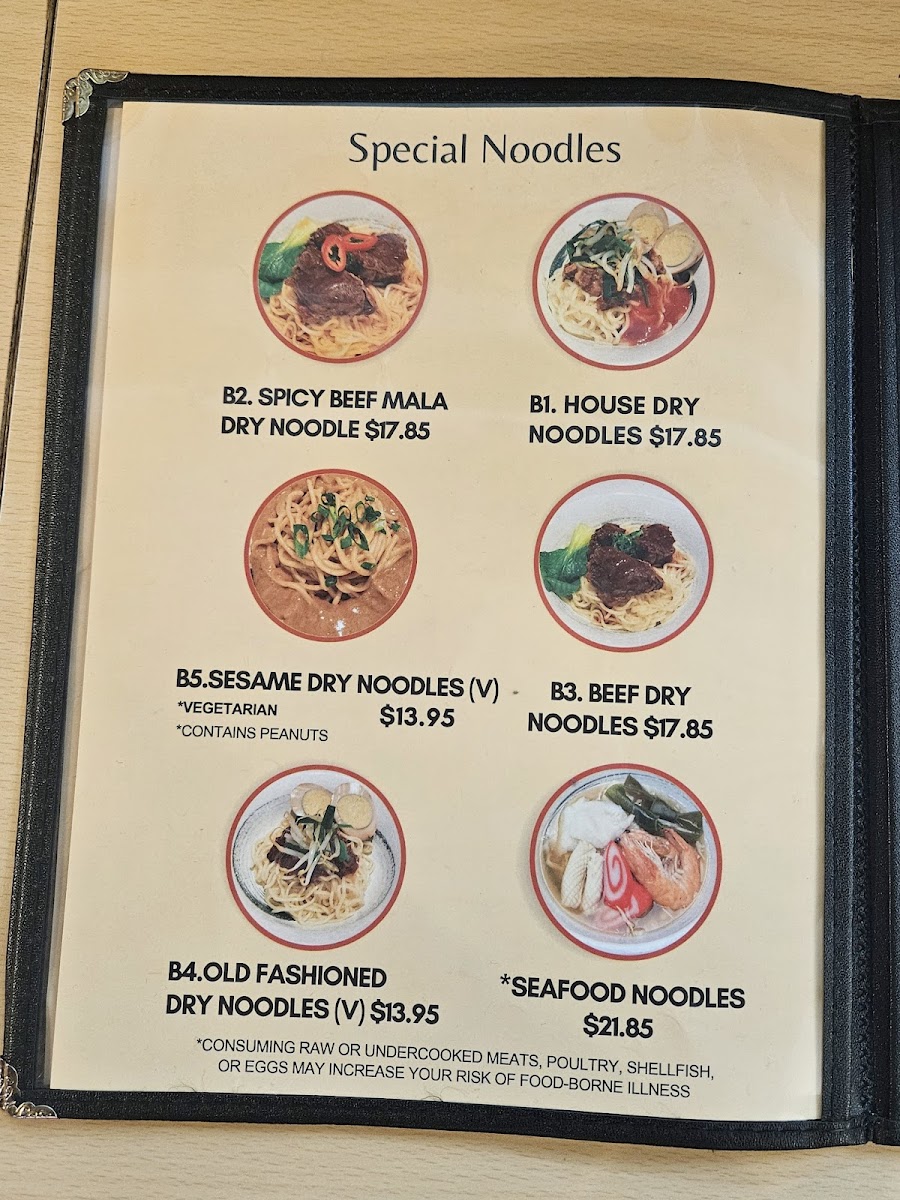 Special Noodles
B2. SPICY BEEF MALA
DRY NOODLE $17.85
B1. HOUSE DRY
NOODLES $17.85
B5.SESAME DRY NOODLES (V)
*VEGETARIAN
$13.95
*CONTAINS PEANUTS
B3. BEEF DRY
NOODLES $17.85
B4.OLD FASHIONED
DRY NOODLES (V) $13.95
*SEAFOOD NOODLES
$21.85
*CONSUMING RAW OR UNDERCOOKED MEATS, POULTRY, SHELLFISH,
OR EGGS MAY INCREASE YOUR RISK OF FOOD-BORNE ILLNESS